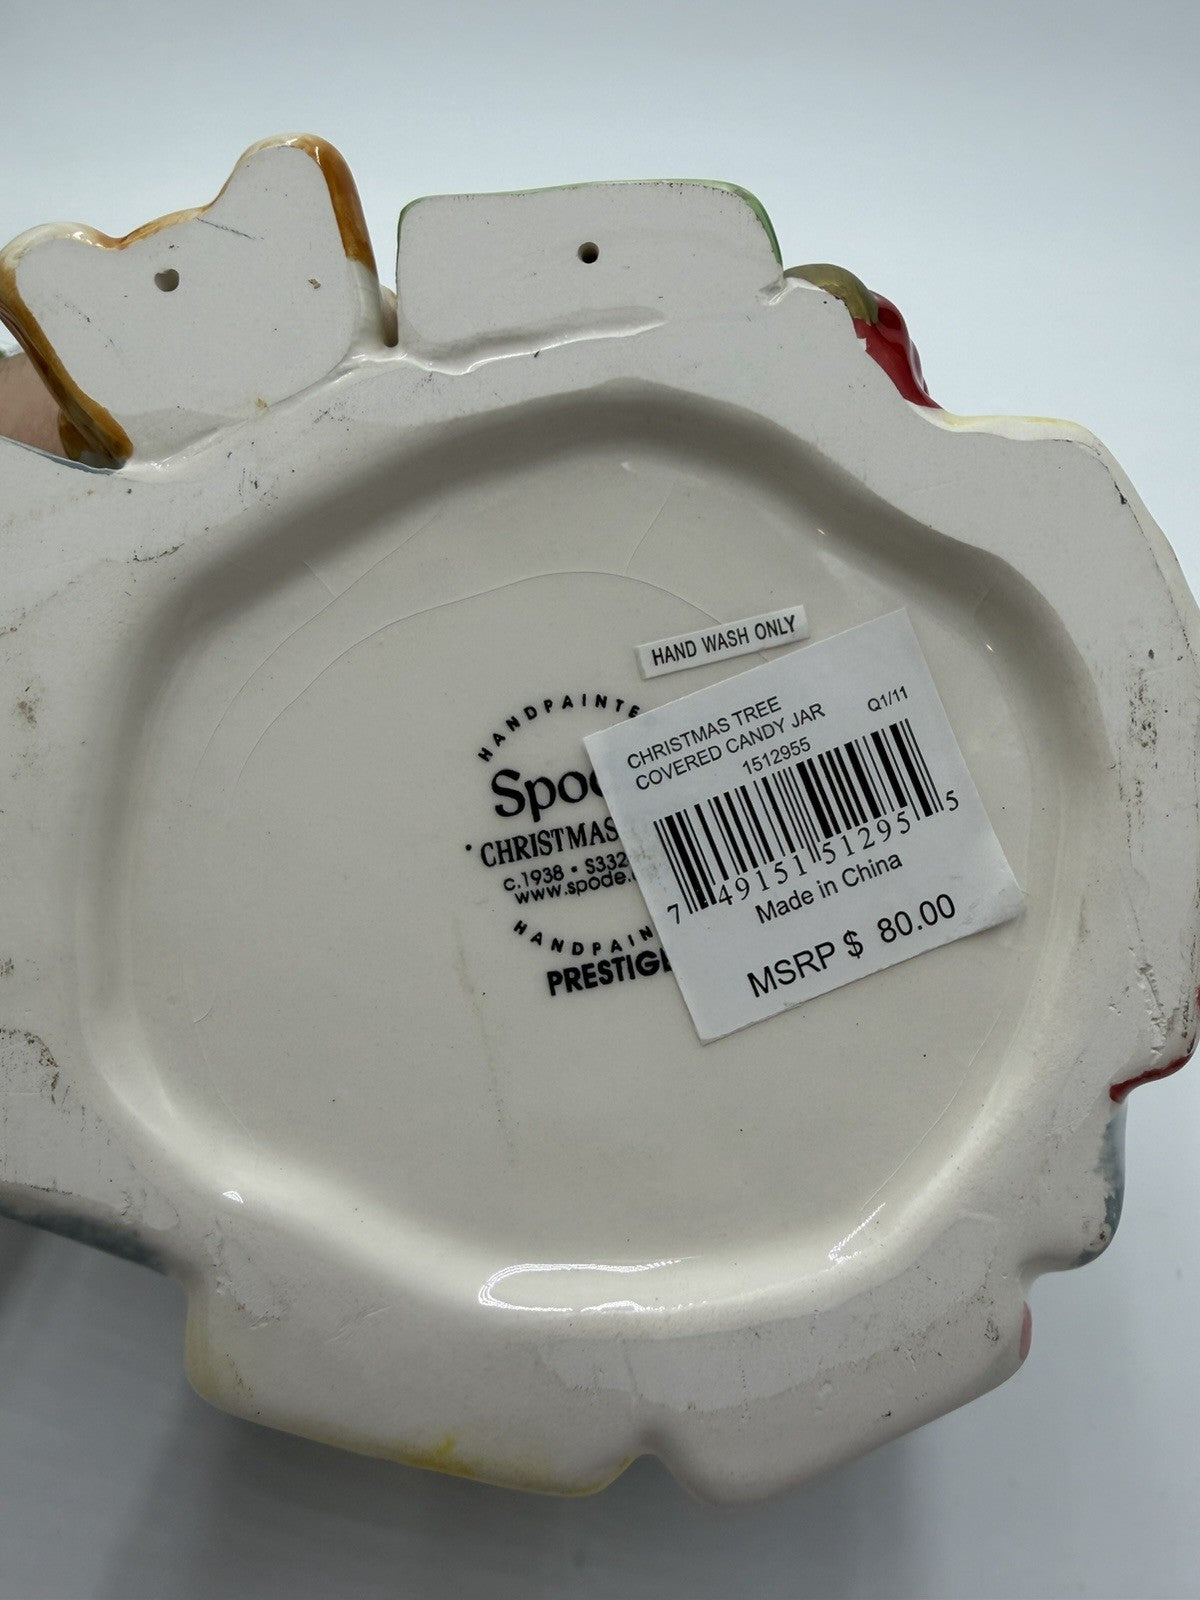 HAND WASH ONLY
CHRISTMAS TREE
COVERED CANDY JAR
Q1/11
1512955
7 49151 51295 5
Made in China
MSRP $ 80.00
HANDPAINTE
Spo
CHRISTMAS
c.1938 • S332
www.spode.
HANDPAIN
PRESTIG